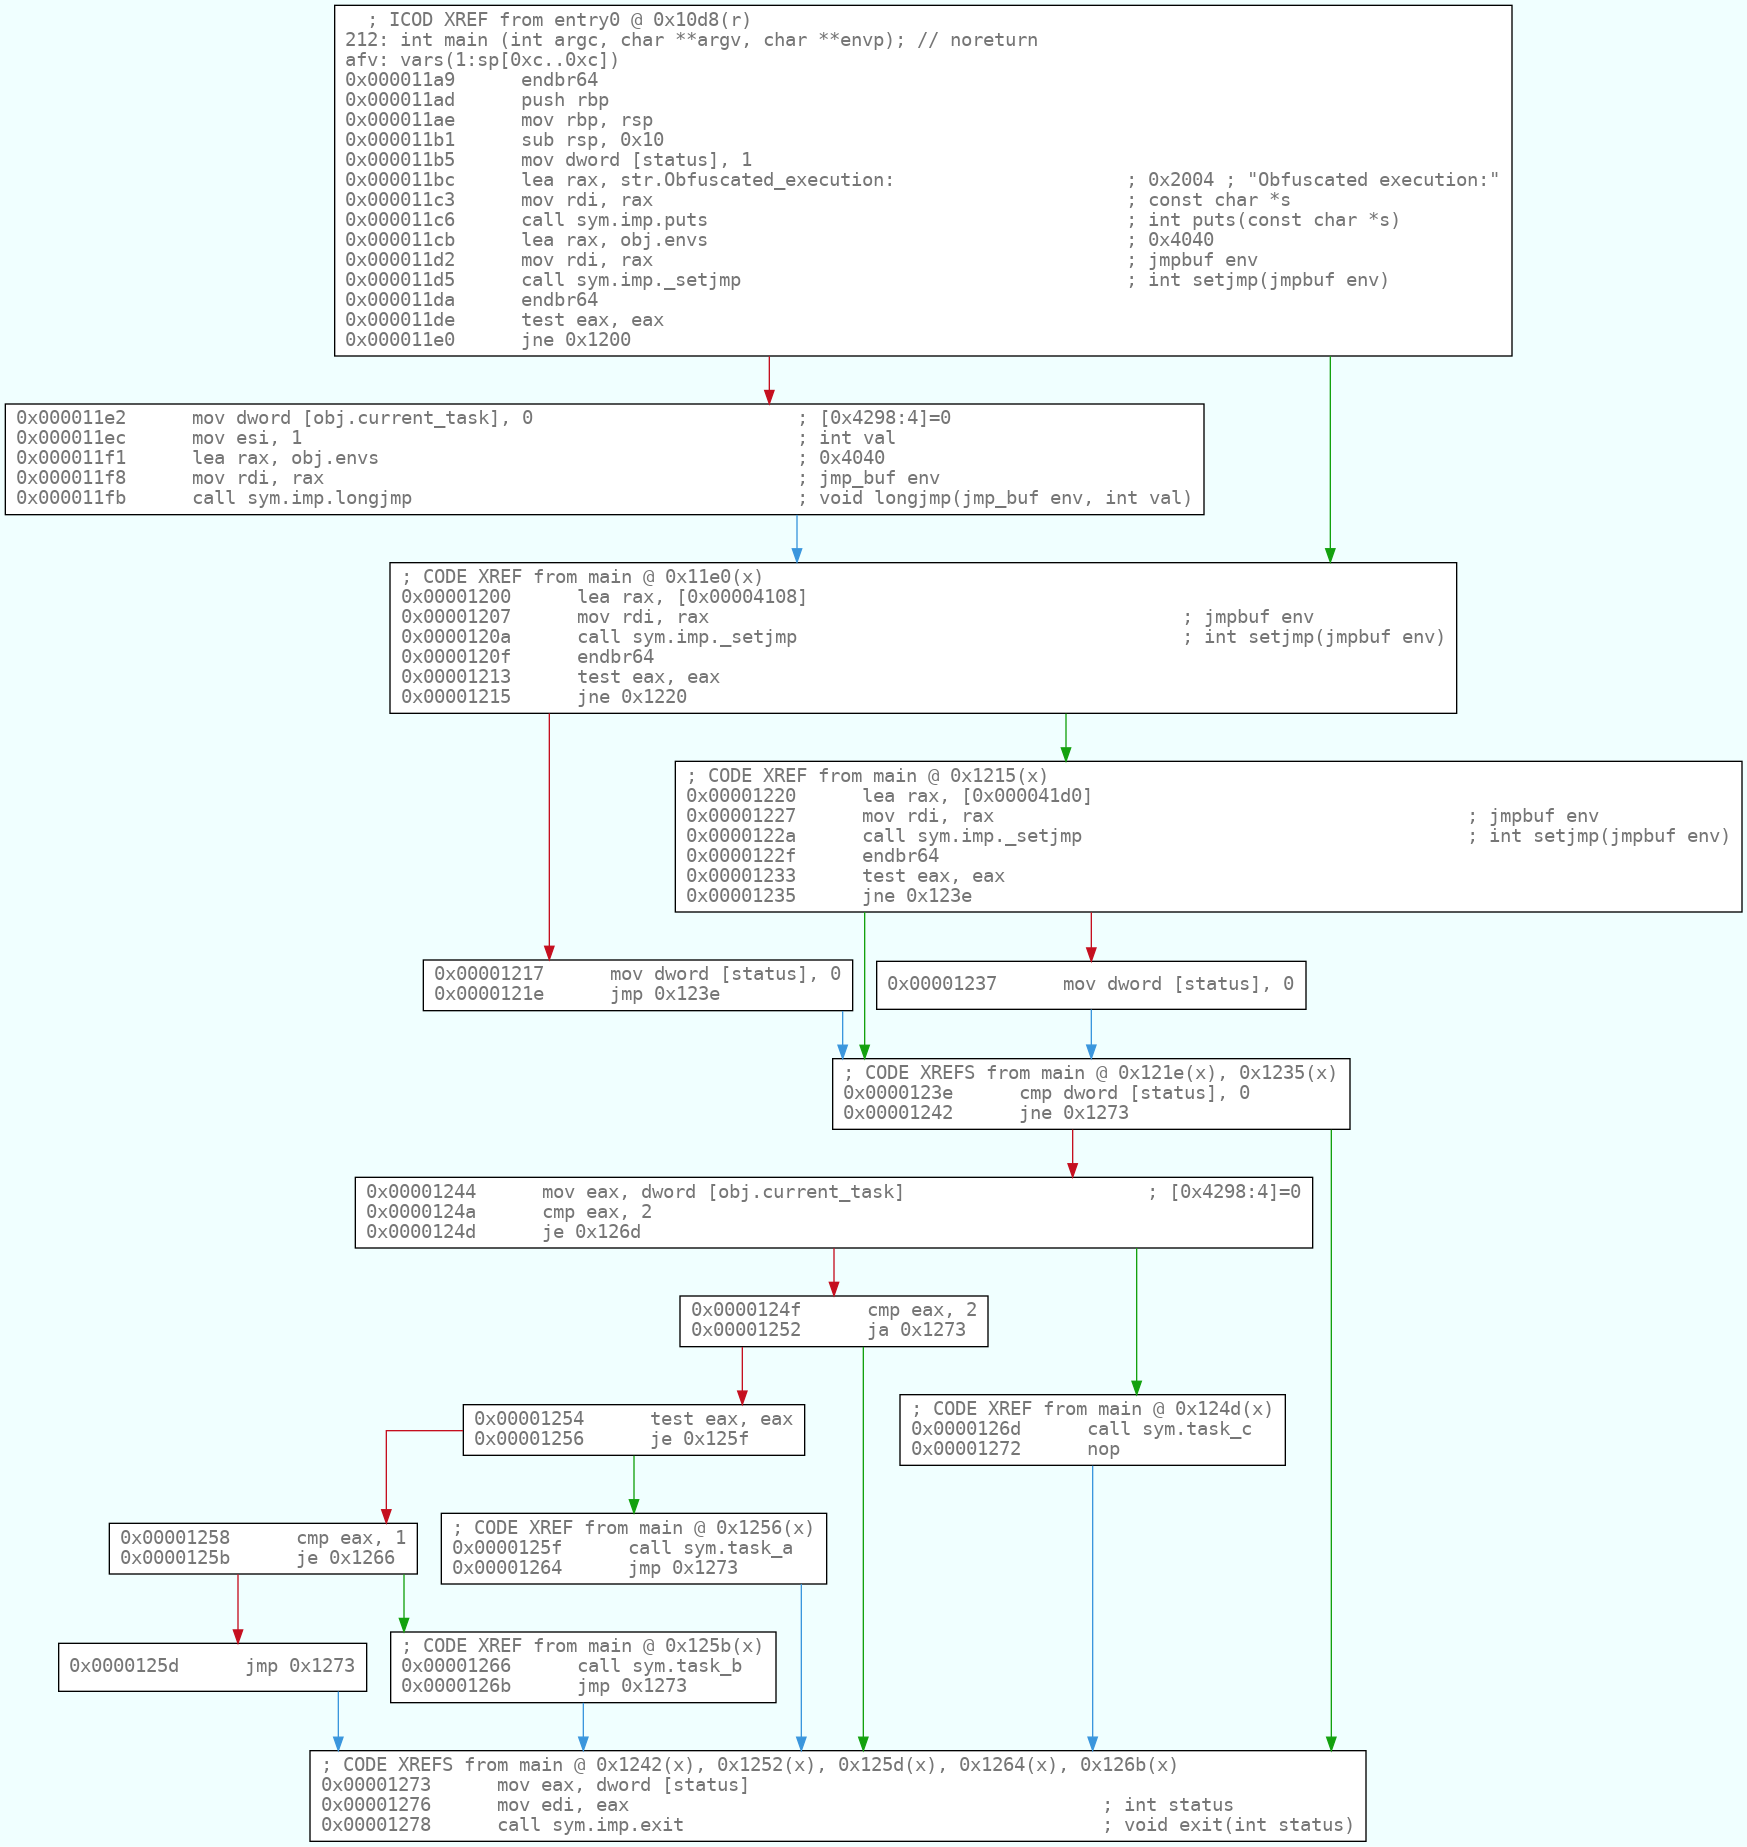 ; ICOD XREF from entry0 @ 0x10d8(r)
212: int main (int argc, char **argv, char **envp); // noreturn
afv: vars(1:sp[0xc..0xc])
0x000011a9      endbr64
0x000011ad      push rbp
0x000011ae      mov rbp, rsp
0x000011b1      sub rsp, 0x10
0x000011b5      mov dword [status], 1
0x000011bc      lea rax, str.Obfuscated_execution:                     ; 0x2004 ; "Obfuscated execution:"
0x000011c3      mov rdi, rax                                           ; const char *s
0x000011c6      call sym.imp.puts                                      ; int puts(const char *s)
0x000011cb      lea rax, obj.envs                                      ; 0x4040
0x000011d2      mov rdi, rax                                           ; jmpbuf env
0x000011d5      call sym.imp._setjmp                                   ; int setjmp(jmpbuf env)
0x000011da      endbr64
0x000011de      test eax, eax
0x000011e0      jne 0x1200
0x000011e2      mov dword [obj.current_task], 0                        ; [0x4298:4]=0
0x000011ec      mov esi, 1                                             ; int val
0x000011f1      lea rax, obj.envs                                      ; 0x4040
0x000011f8      mov rdi, rax                                           ; jmp_buf env
0x000011fb      call sym.imp.longjmp                                   ; void longjmp(jmp_buf env, int val)
; CODE XREF from main @ 0x11e0(x)
0x00001200      lea rax, [0x00004108]
0x00001207      mov rdi, rax                                           ; jmpbuf env
0x0000120a      call sym.imp._setjmp                                   ; int setjmp(jmpbuf env)
0x0000120f      endbr64
0x00001213      test eax, eax
0x00001215      jne 0x1220
; CODE XREF from main @ 0x1215(x)
0x00001220      lea rax, [0x000041d0]
0x00001227      mov rdi, rax                                           ; jmpbuf env
0x0000122a      call sym.imp._setjmp                                   ; int setjmp(jmpbuf env)
0x0000122f      endbr64
0x00001233      test eax, eax
0x00001235      jne 0x123e
0x00001217      mov dword [status], 0
0x0000121e      jmp 0x123e
0x00001237      mov dword [status], 0
; CODE XREFS from main @ 0x121e(x), 0x1235(x)
0x0000123e      cmp dword [status], 0
0x00001242      jne 0x1273
0x00001244      mov eax, dword [obj.current_task]                      ; [0x4298:4]=0
0x0000124a      cmp eax, 2
0x0000124d      je 0x126d
0x0000124f      cmp eax, 2
0x00001252      ja 0x1273
; CODE XREF from main @ 0x124d(x)
0x0000126d      call sym.task_c
0x00001272      nop
0x00001254      test eax, eax
0x00001256      je 0x125f
; CODE XREF from main @ 0x1256(x)
0x0000125f      call sym.task_a
0x00001264      jmp 0x1273
0x00001258      cmp eax, 1
0x0000125b      je 0x1266
; CODE XREF from main @ 0x125b(x)
0x00001266      call sym.task_b
0x0000126b      jmp 0x1273
0x0000125d      jmp 0x1273
; CODE XREFS from main @ 0x1242(x), 0x1252(x), 0x125d(x), 0x1264(x), 0x126b(x)
0x00001273      mov eax, dword [status]
0x00001276      mov edi, eax                                           ; int status
0x00001278      call sym.imp.exit                                      ; void exit(int status)